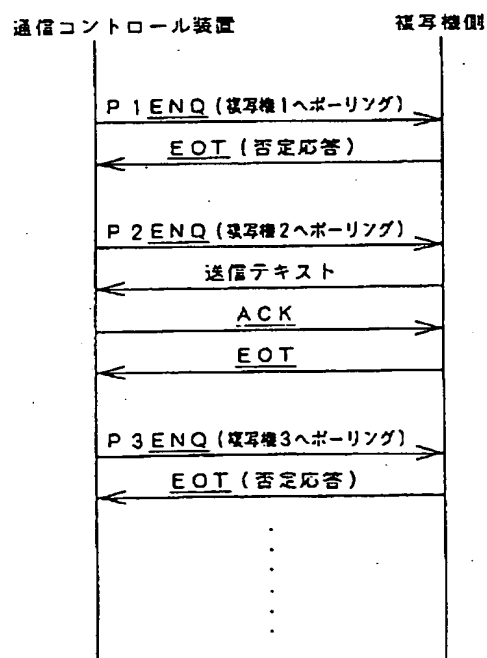 通信コントロール装置 複写機側
P1ENQ(複写機1へポーリング)
EOT(否定応答)
P2ENQ(複写機2へポーリング)
送信テキスト
ACK
EOT
P3ENQ(複写機3へポーリング)
EOT(否定応答)